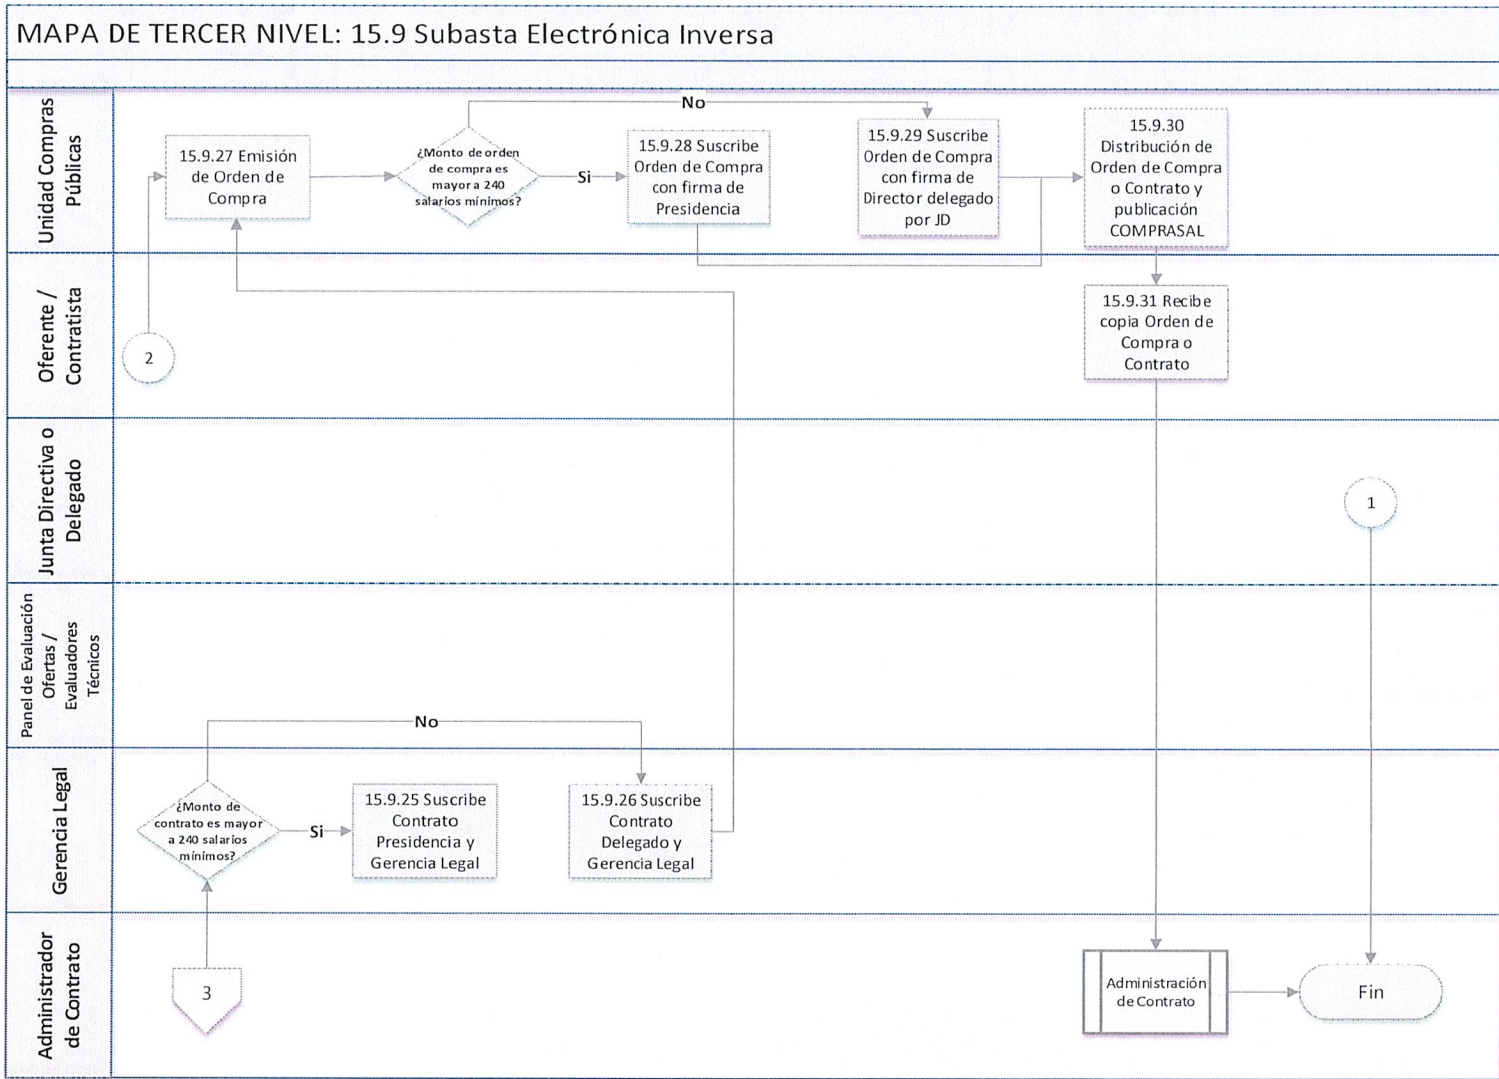 MAPA DE TERCER NIVEL: 15.9 Subasta Electrónica Inversa
Unidad Compras
Públicas
15.9.27 Emisión
de Orden de
Compra
¿Monto de orden
de compra es
mayor a 240
salarios mínimos?
No
Si
15.9.28 Suscribe
Orden de Compra
con firma de
Presidencia
15.9.29 Suscribe
Orden de Compra
con firma de
Director delegado
por JD
15.9.30
Distribución de
Orden de Compra
o Contrato y
publicación
COMPRASAL
Oferente /
Contratista
2
15.9.31 Recibe
copia Orden de
Compra o
Contrato
Junta Directiva o
Delegado
1
Panel de Evaluación
Ofertas /
Evaluadores
Técnicos
No
Gerencia Legal
¿Monto de
contrato es mayor
a 240 salarios
mínimos?
Si
15.9.25 Suscribe
Contrato
Presidencia y
Gerencia Legal
15.9.26 Suscribe
Contrato
Delegado y
Gerencia Legal
Administrador
de Contrato
3
Administración
de Contrato
Fin